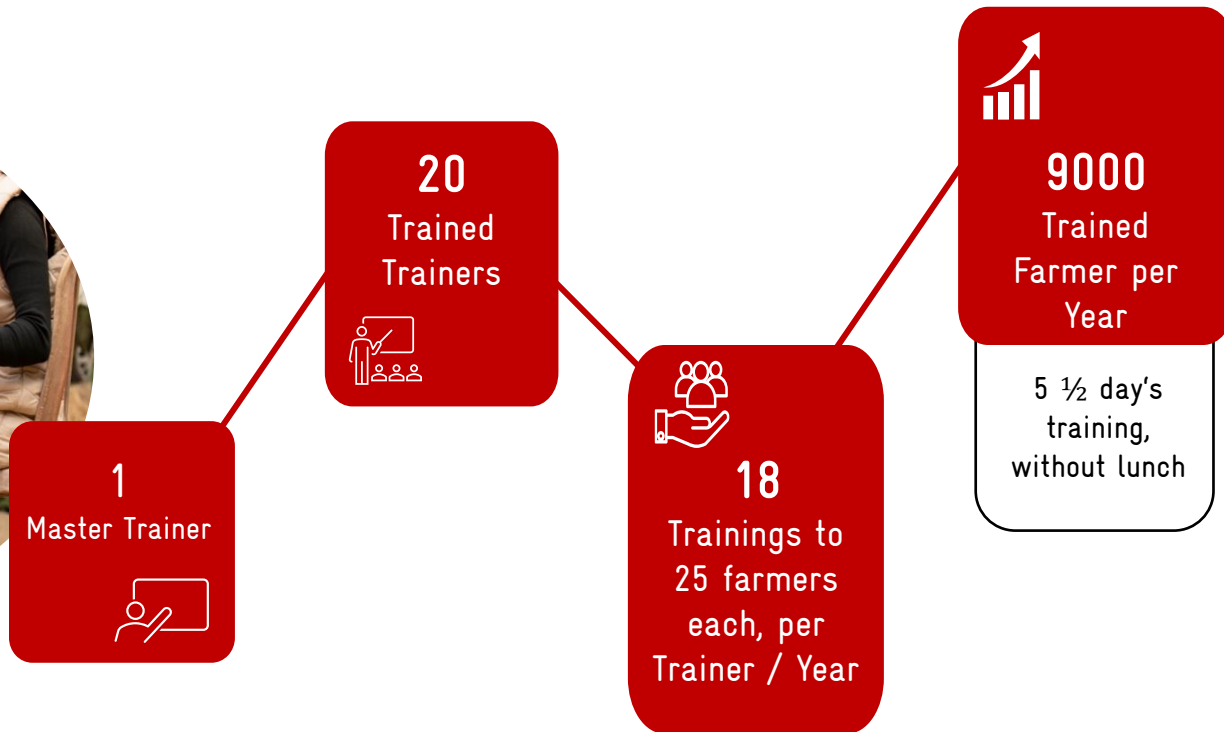 1
Master Trainer
20
Trained
Trainers
18
Trainings to
25 farmers
each, per
Trainer / Year
9000
Trained
Farmer per
Year
5 ½ day's
training,
without lunch